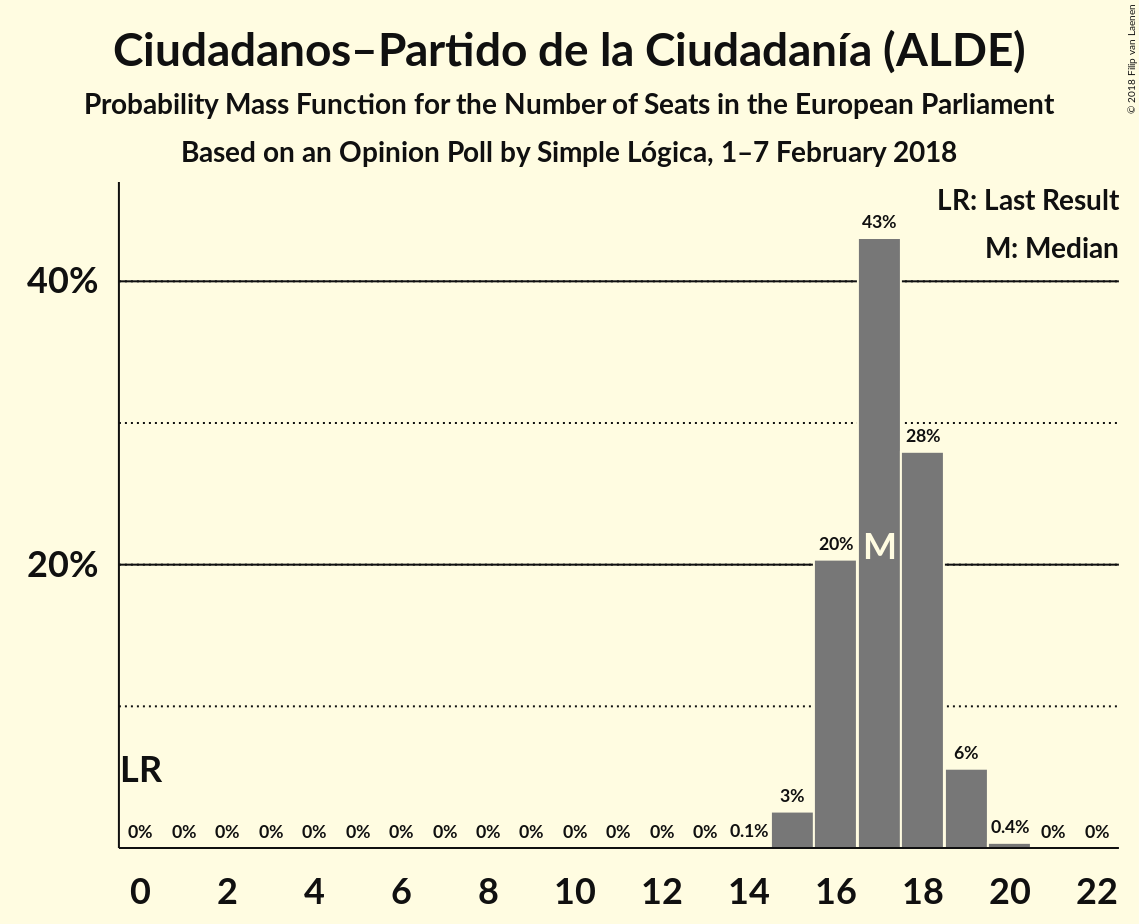 Ciudadanos–Partido de la Ciudadanía (ALDE)
Probability Mass Function for the Number of Seats in the European Parliament
Based on an Opinion Poll by Simple Lógica, 1–7 February 2018
© 2018 Filip van Laenen
LR: Last Result
M: Median
43%
40%
28%
20%
M
20%
6%
LR
3%
0% 0% 0% 0% 0% 0% 0% 0% 0% 0% 0% 0% 0% 0% 0.1% 0.4% 0% 0%
0 2 4 6 8 10 12 14 16 18 20 22